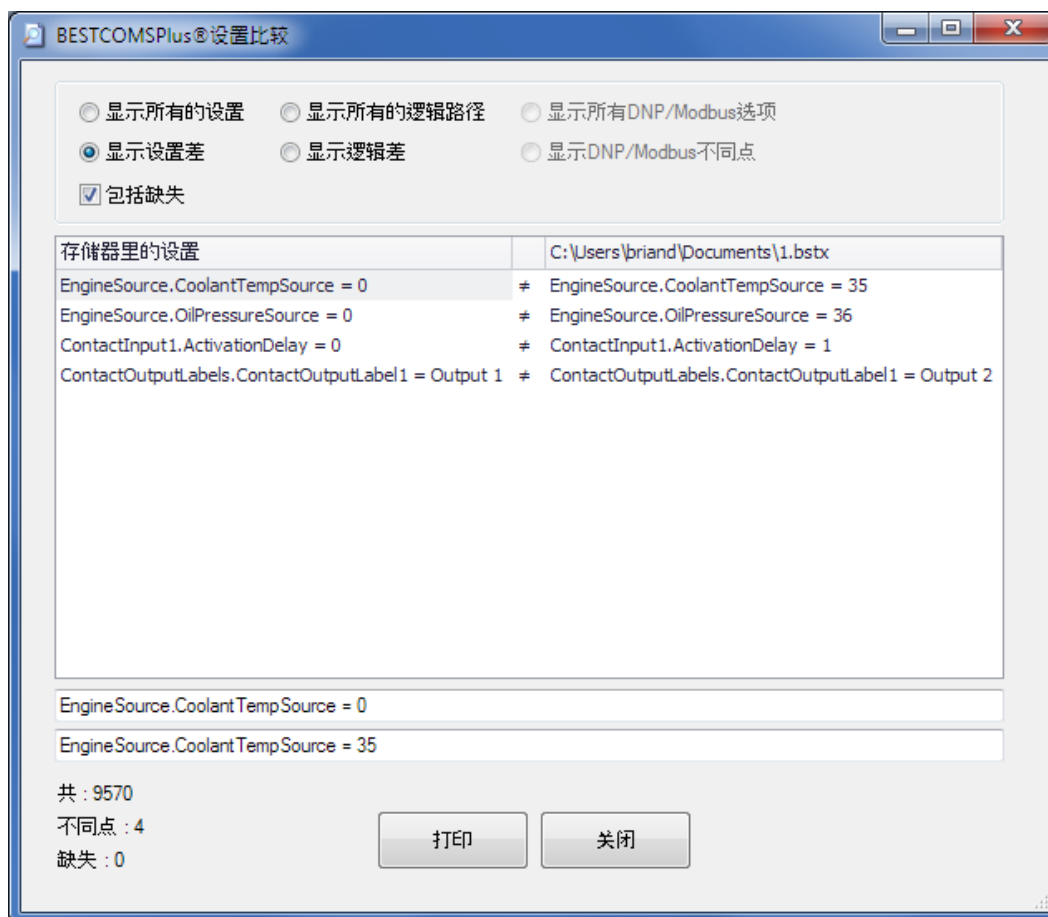 BESTCOMSPlus®设置比较
显示所有的设置 显示所有的逻辑路径 显示所有DNP/Modbus选项
显示设置差 显示逻辑差 显示DNP/Modbus不同点
包括缺失
存储器里的设置 C:\Users\briand\Documents\1.bstx
EngineSource.CoolantTempSource = 0 ≠ EngineSource.CoolantTempSource = 35
EngineSource.OilPressureSource = 0 ≠ EngineSource.OilPressureSource = 36
ContactInput1.ActivationDelay = 0 ≠ ContactInput1.ActivationDelay = 1
ContactOutputLabels.ContactOutputLabel1 = Output 1 ≠ ContactOutputLabels.ContactOutputLabel1 = Output 2
EngineSource.CoolantTempSource = 0
EngineSource.CoolantTempSource = 35
共 : 9570
不同点 : 4
缺失 : 0
打印 关闭